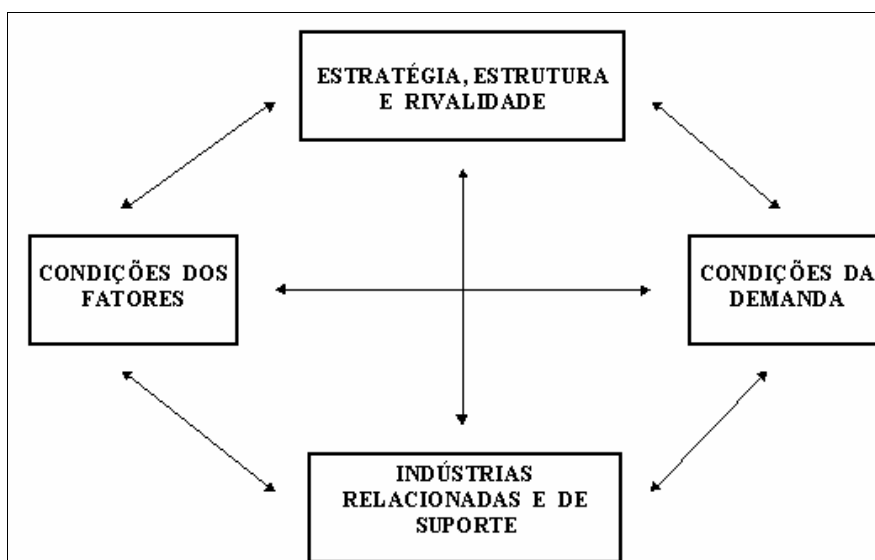 ESTRATÉGIA, ESTRUTURA
E RIVALIDADE
CONDIÇÕES DOS
FATORES
CONDIÇÕES DA
DEMANDA
INDÚSTRIAS
RELACIONADAS E DE
SUPORTE